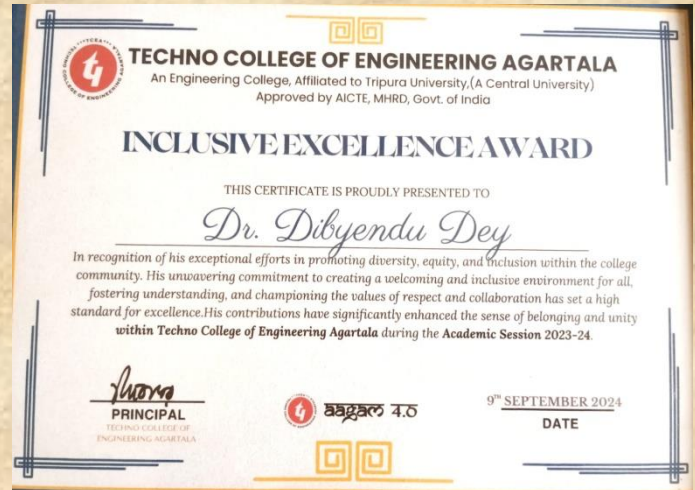 TECHNO COLLEGE OF ENGINEERING AGARTALA
An Engineering College, Affiliated to Tripura University,(A Central University)
Approved by AICTE, MHRD, Govt. of India
INCLUSIVE EXCELLENCE AWARD
THIS CERTIFICATE IS PROUDLY PRESENTED TO
Dr. Dibyendu Dey
In recognition of his exceptional efforts in promoting diversity, equity, and inclusion within the college
community. His unwavering commitment to creating a welcoming and inclusive environment for all,
fostering understanding, and championing the values of respect and collaboration has set a high
standard for excellence.His contributions have significantly enhanced the sense of belonging and unity
within Techno College of Engineering Agartala during the Academic Session 2023-24.
PRINCIPAL
TECHNO COLLEGE OF
ENGINEERING AGARTALA
aagam 4.0
9TH SEPTEMBER 2024
DATE